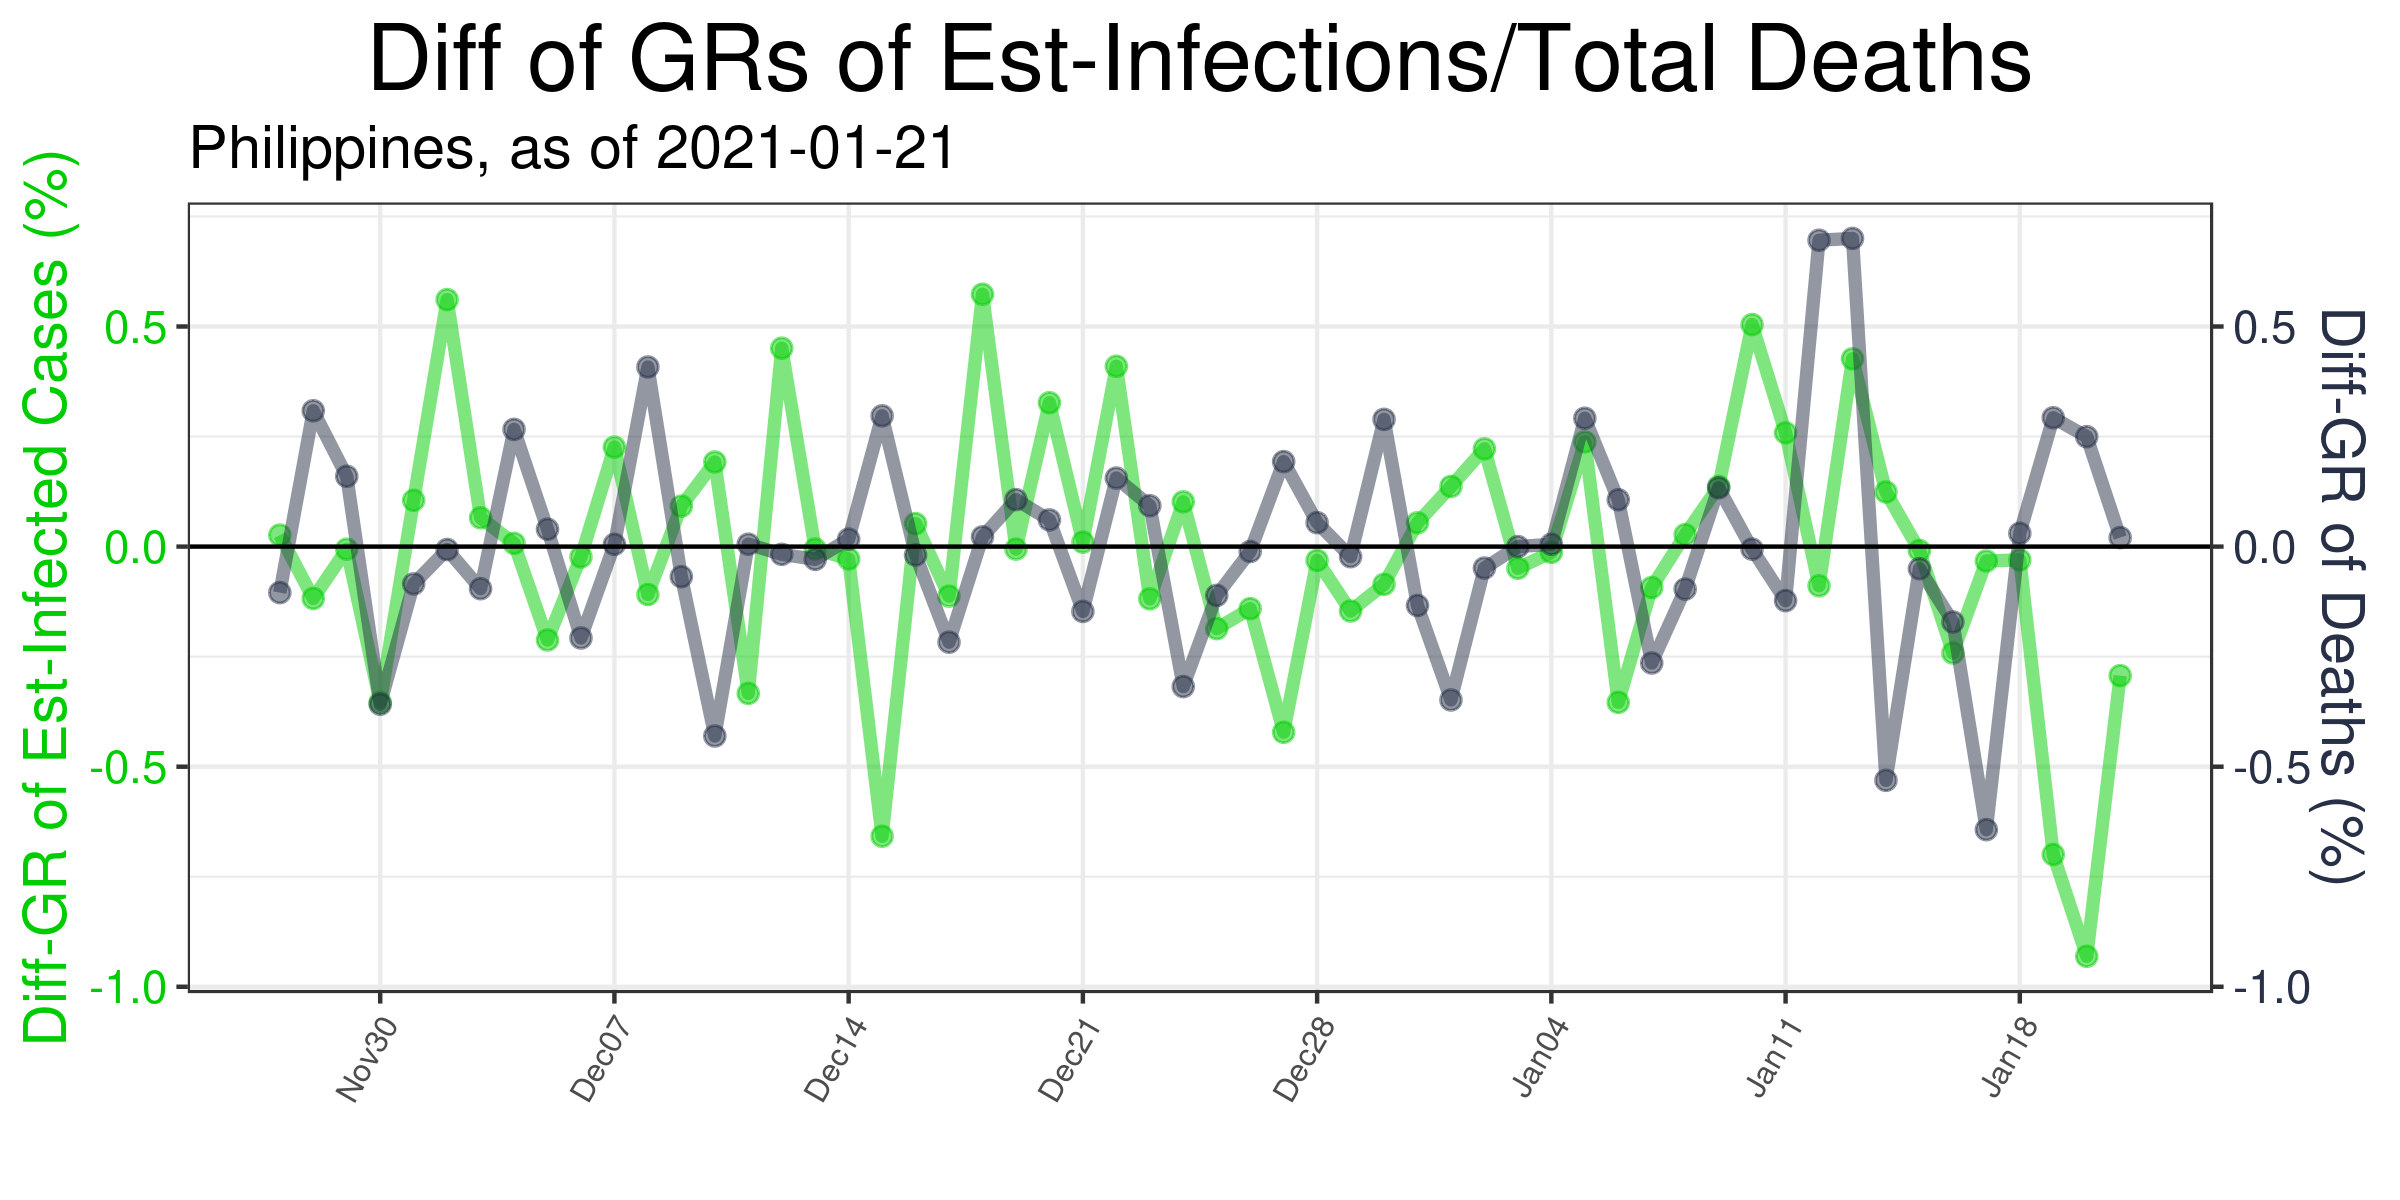 Diff of GRs of Est-Infections/Total Deaths
Philippines, as of 2021-01-21
Diff-GR of Est-Infected Cases (%)
0.5
0.0
-0.5
-1.0
0.5
0.0
-0.5
-1.0
Diff-GR of Deaths (%)
Nov30
Dec07
Dec14
Dec21
Dec28
Jan04
Jan11
Jan18